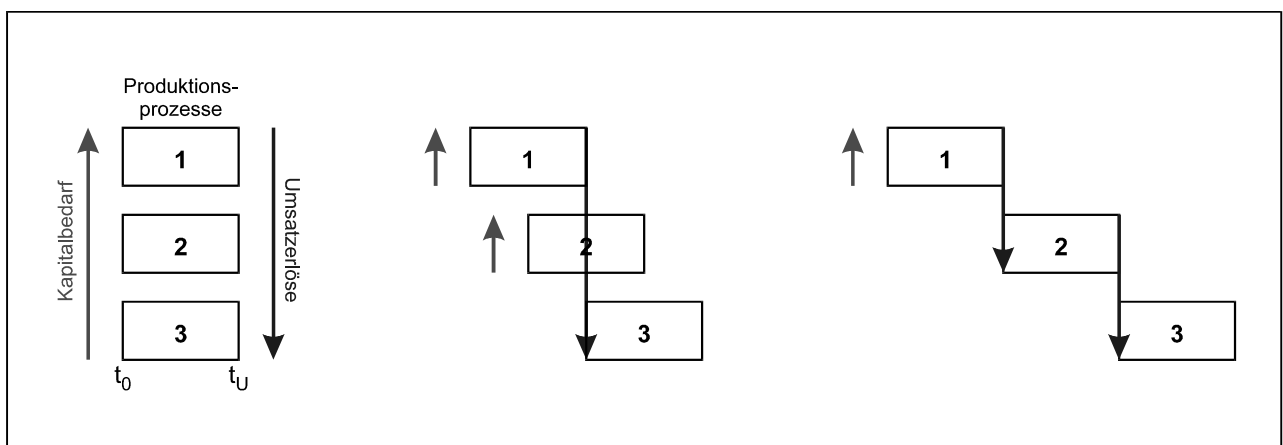 Produktions-
prozesse
Kapitalbedarf
1
2
3
Umsatzerlöse
t0
tU
1
2
3
1
2
3